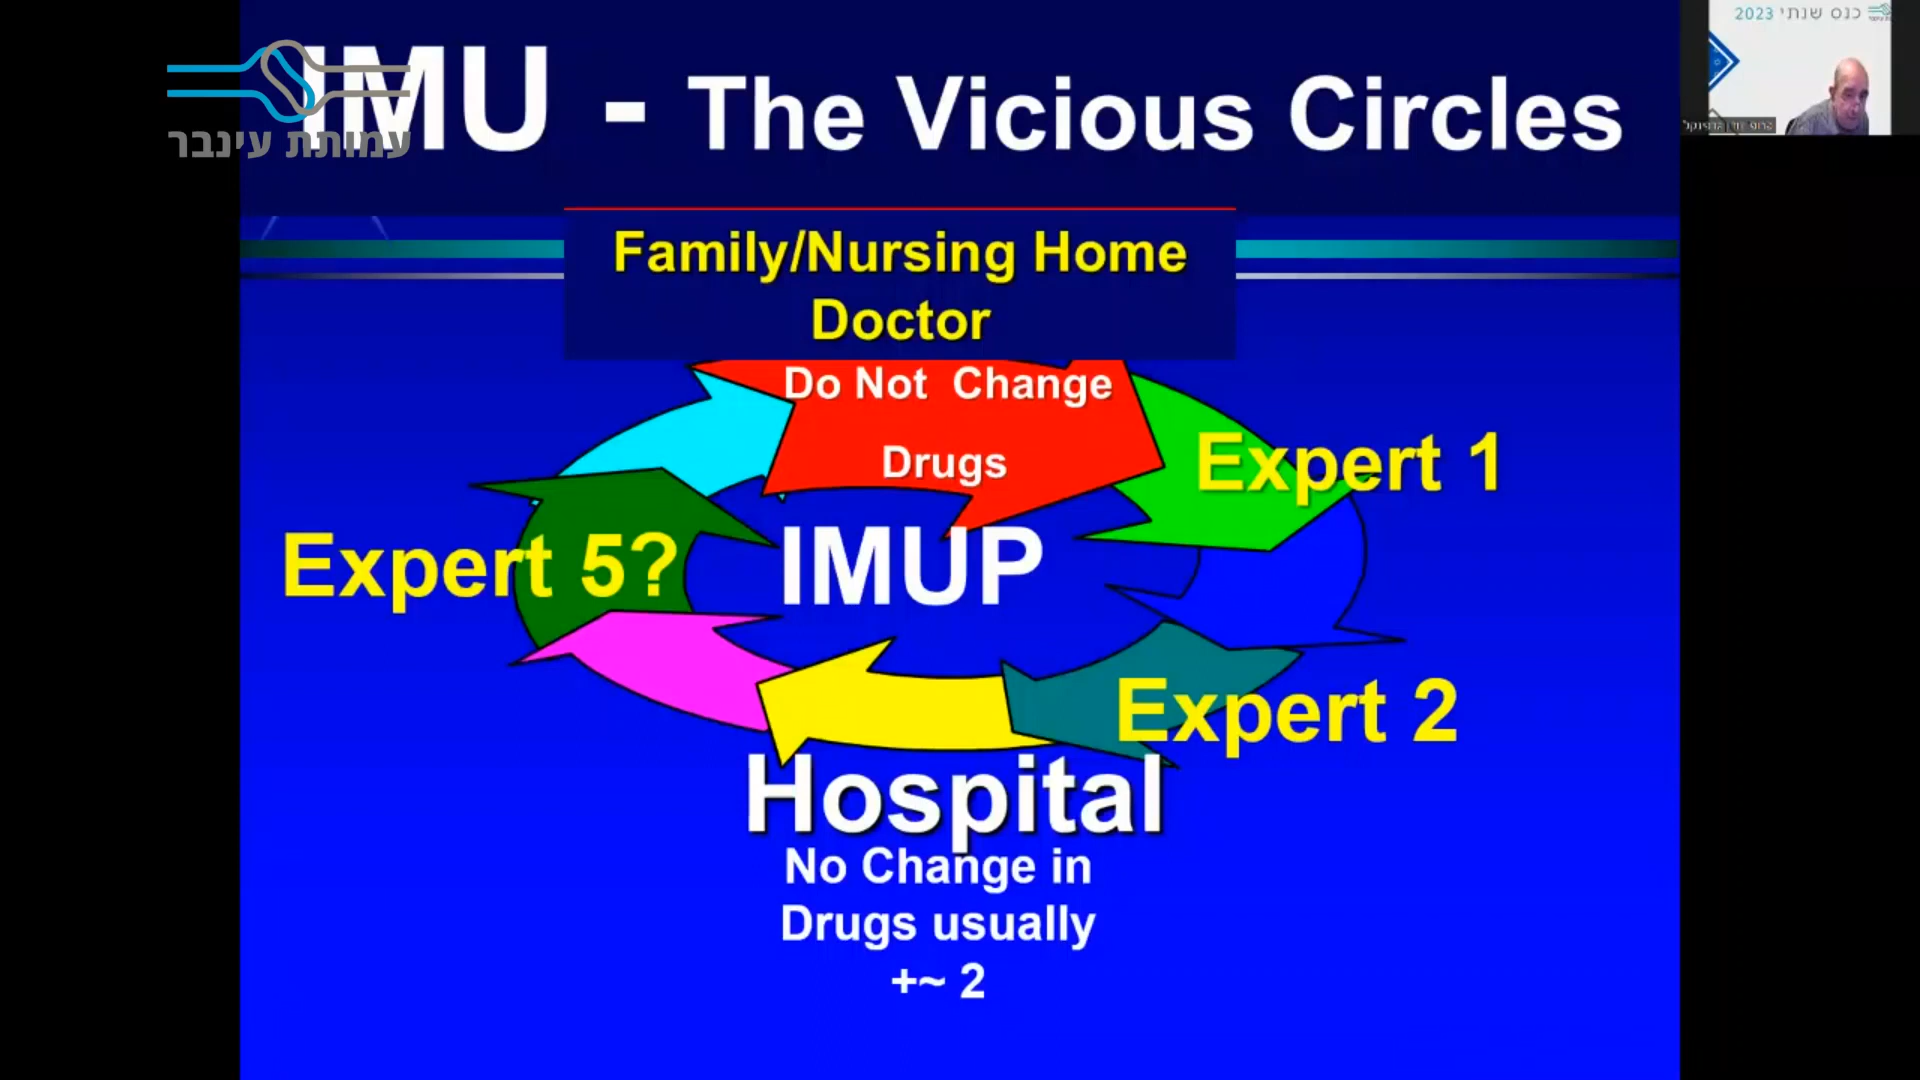 IMU - The Vicious Circles
עמותת עינבר
כנס שנתי 2023
Family/Nursing Home
Doctor
Do Not Change
Drugs
Expert 1
Expert 5?
IMUP
Expert 2
Hospital
No Change in
Drugs usually
+~ 2